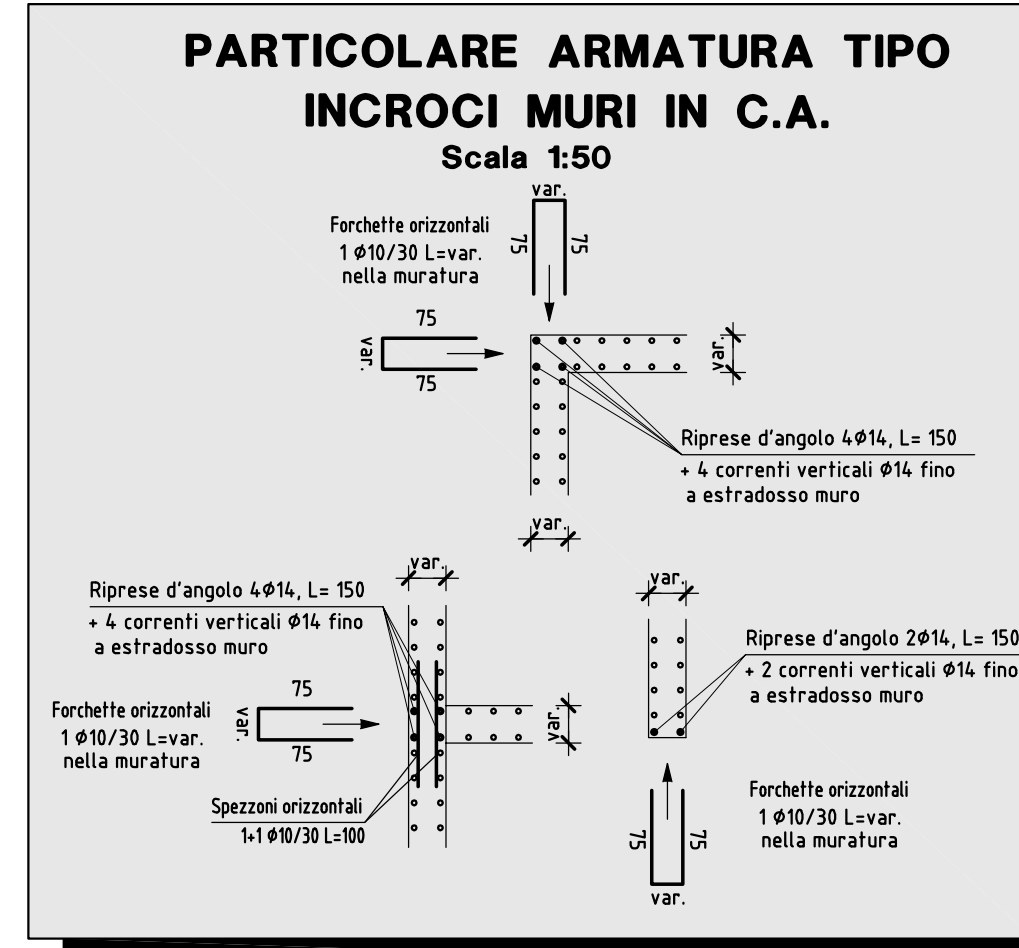 PARTICOLARE ARMATURA TIPO
INCROCI MURI IN C.A.
Scala 1:50
var.
Forchette orizzontali
1 Ø10/30 L=var.
nella muratura
75
75
75
var.
75
var.
Riprese d'angolo 4Ø14, L= 150
+ 4 correnti verticali Ø14 fino
a estradosso muro
var.
var.
Riprese d'angolo 4Ø14, L= 150
+ 4 correnti verticali Ø14 fino
a estradosso muro
75
Forchette orizzontali
1 Ø10/30 L=var.
nella muratura
var.
75
var.
Spezzoni orizzontali
1+1 Ø10/30 L=100
var.
Riprese d'angolo 2Ø14, L= 150
+ 2 correnti verticali Ø14 fino
a estradosso muro
Forchette orizzontali
1 Ø10/30 L=var.
nella muratura
75
75
var.